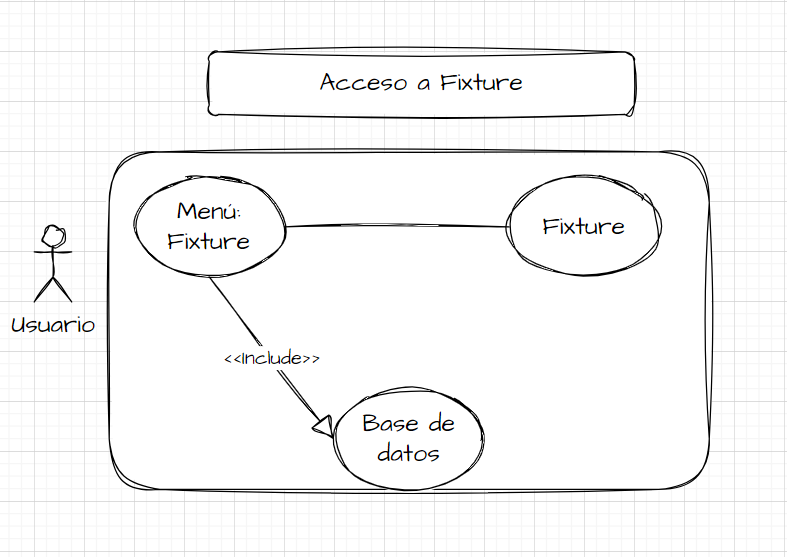 Acceso a Fixture
Menú:
Fixture
Fixture
Usuario
<<Include>>
Base de
datos